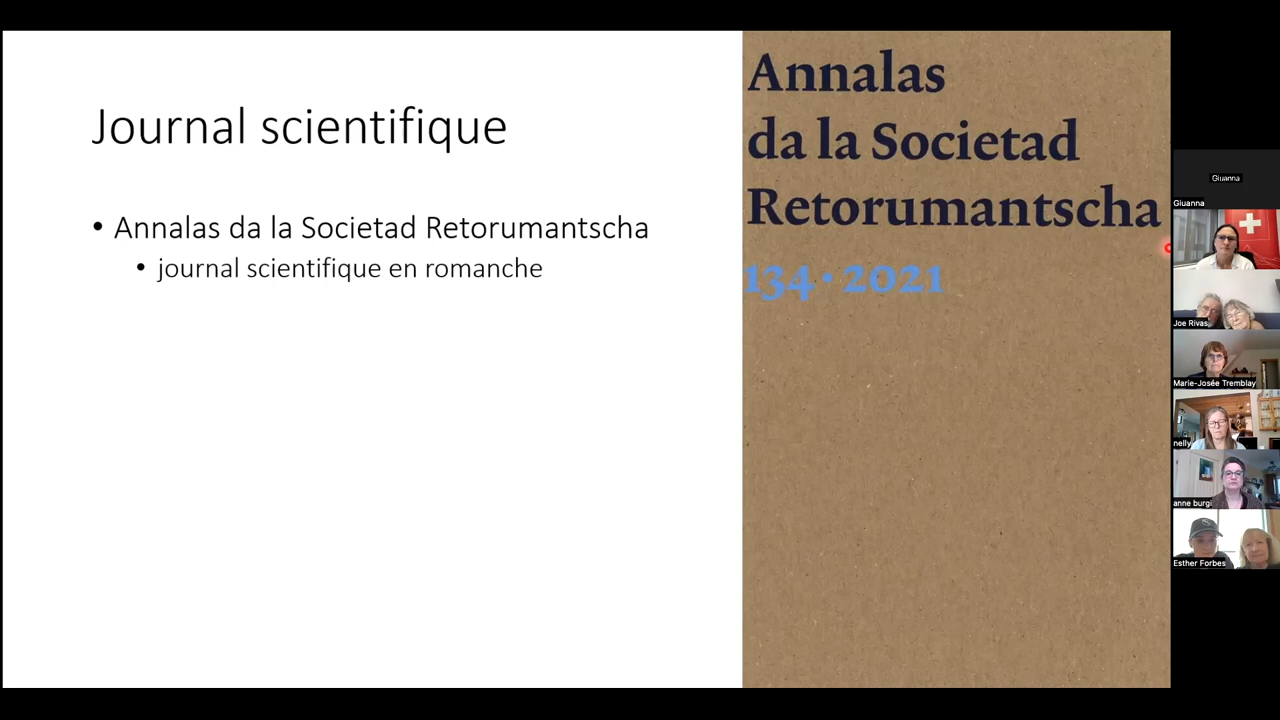 Journal scientifique
• Annalas da la Societad Retorumantscha
• journal scientifique en romanche
Annalas
da la Societad
Retorumantscha
134 · 2021
Giuanna
Giuanna
Joe Rivas
Marie-Josée Tremblay
nelly
anne burgi
Esther Forbes